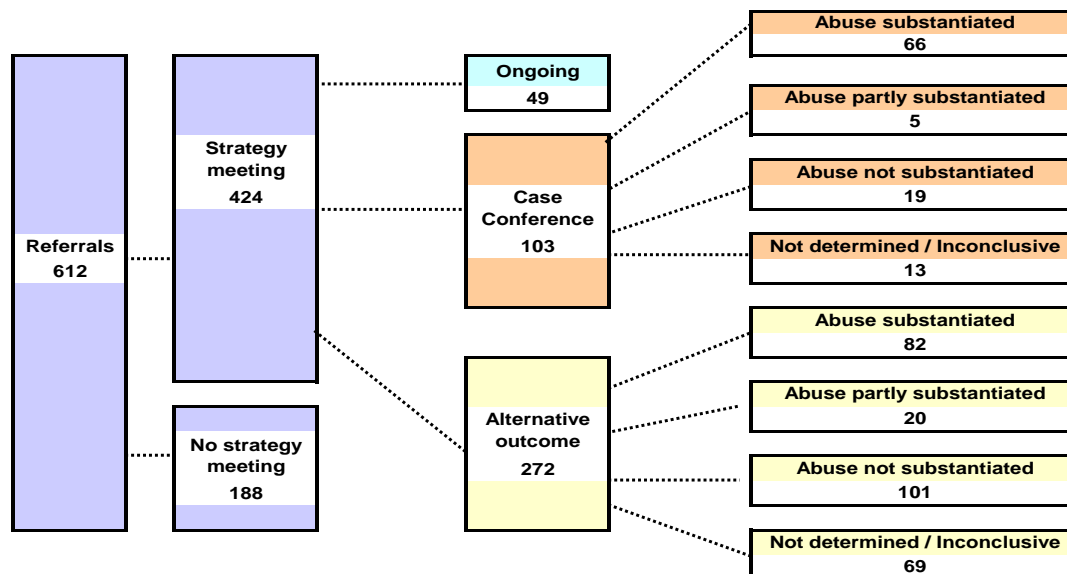 Referrals
612
Strategy
meeting
424
No strategy
meeting
188
Ongoing
49
Case
Conference
103
Alternative
outcome
272
Abuse substantiated
66
Abuse partly substantiated
5
Abuse not substantiated
19
Not determined / Inconclusive
13
Abuse substantiated
82
Abuse partly substantiated
20
Abuse not substantiated
101
Not determined / Inconclusive
69